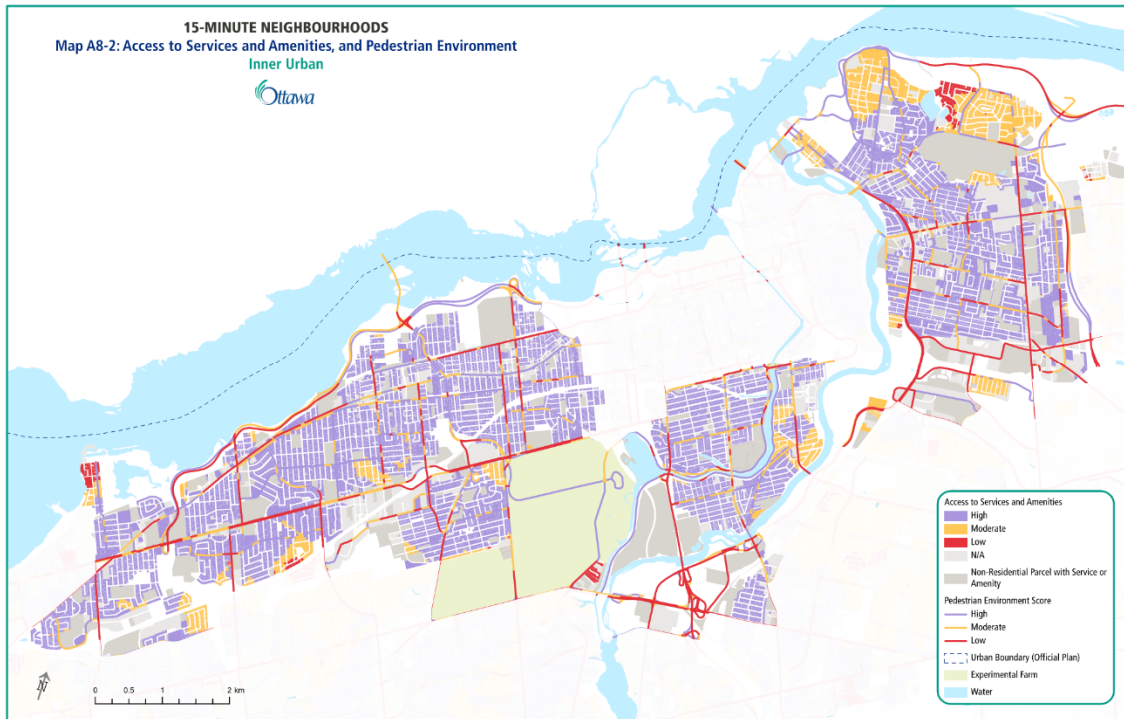 15-MINUTE NEIGHBOURHOODS
Map A8-2: Access to Services and Amenities, and Pedestrian Environment
Inner Urban
Ottawa
Access to Services and Amenities
High
Moderate
Low
N/A
Non-Residential Parcel with Service or
Amenity
Pedestrian Environment Score
High
Moderate
Low
Urban Boundary (Official Plan)
Experimental Farm
Water
N
0 0.5 1 2 km